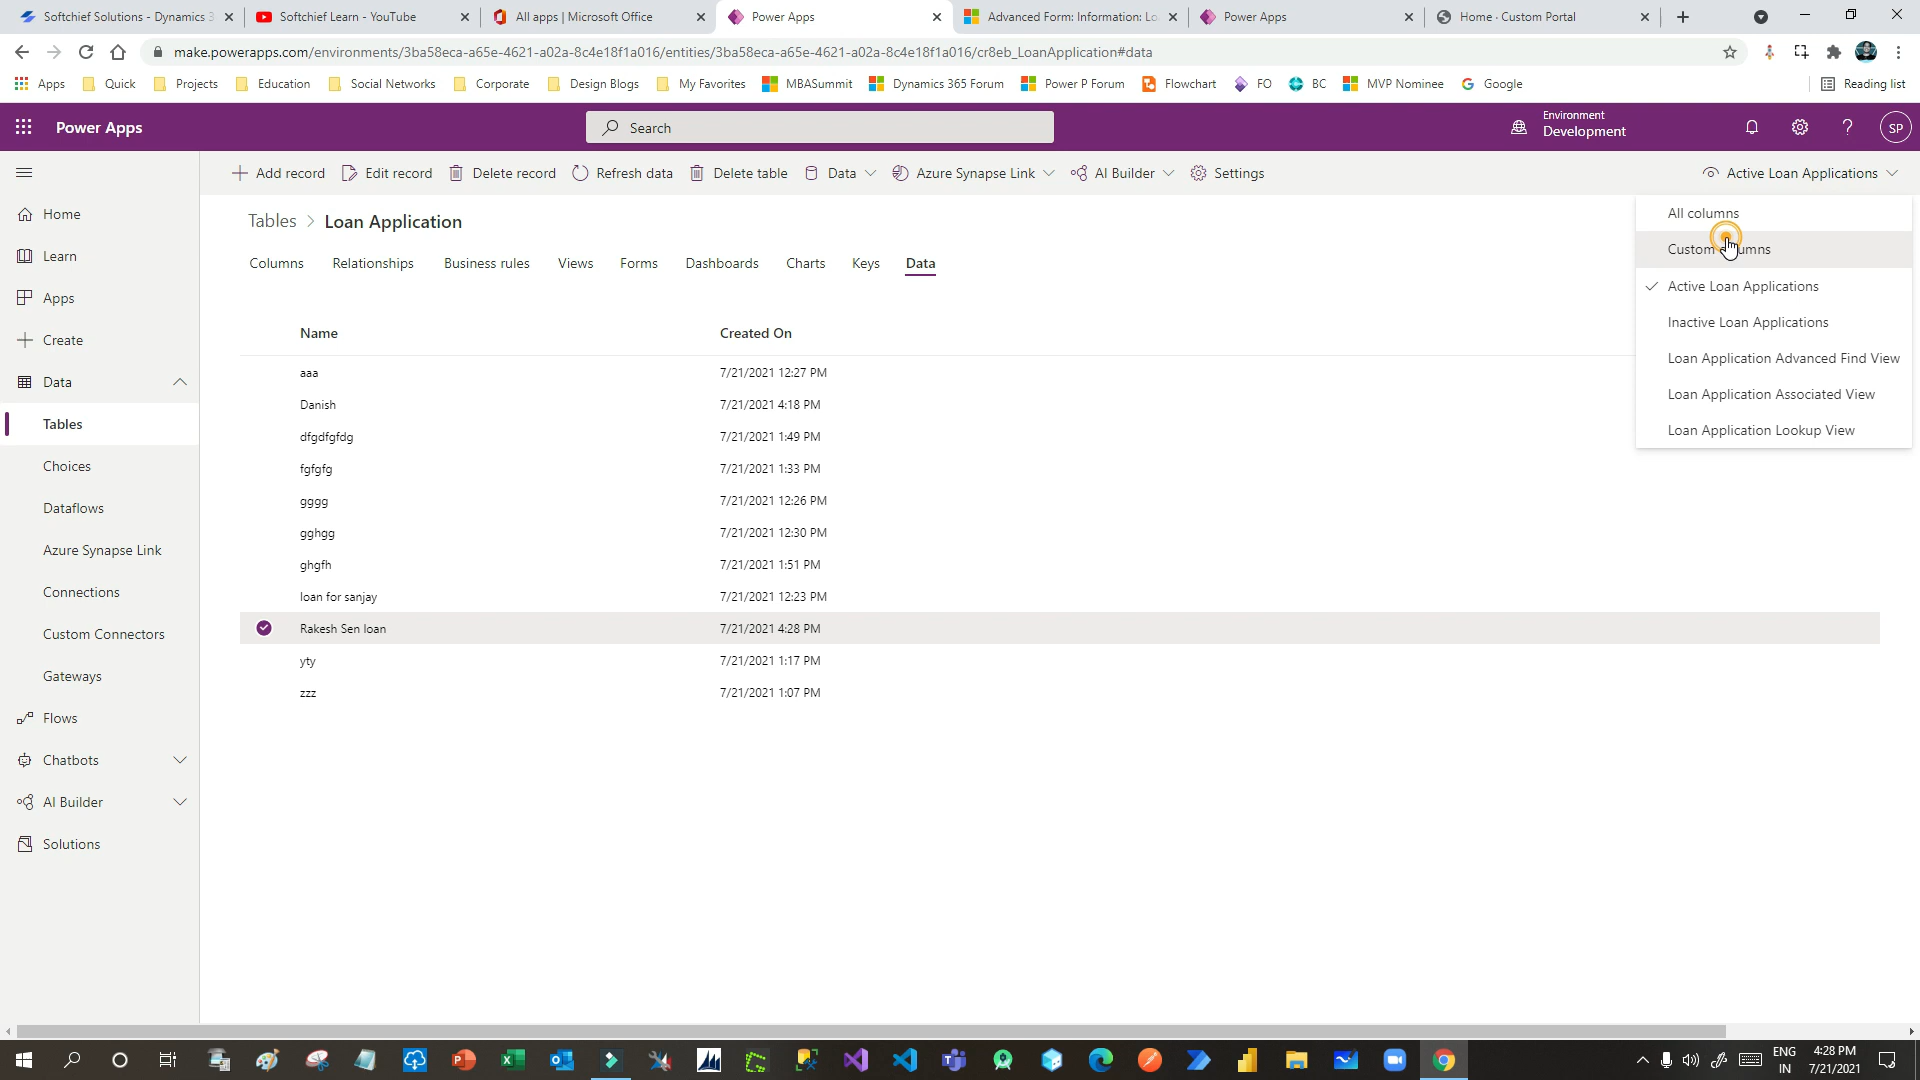 Softchief Solutions - Dynamics 3
Softchief Learn - YouTube
All apps | Microsoft Office
Power Apps
Advanced Form: Information: Lo
Power Apps
Home · Custom Portal
make.powerapps.com/environments/3ba58eca-a65e-4621-a02a-8c4e18f1a016/entities/3ba58eca-a65e-4621-a02a-8c4e18f1a016/cr8eb_LoanApplication#data
Apps
Quick
Projects
Education
Social Networks
Corporate
Design Blogs
My Favorites
MBASummit
Dynamics 365 Forum
Power P Forum
Flowchart
FO
BC
MVP Nominee
Google
Reading list
Power Apps
Search
Environment
Development
SP
Add record
Edit record
Delete record
Refresh data
Delete table
Data
Azure Synapse Link
AI Builder
Settings
Active Loan Applications
Home
Learn
Apps
Create
Data
Tables
Choices
Dataflows
Azure Synapse Link
Connections
Custom Connectors
Gateways
Flows
Chatbots
AI Builder
Solutions
Tables > Loan Application
Columns
Relationships
Business rules
Views
Forms
Dashboards
Charts
Keys
Data
Name Created On
aaa 7/21/2021 12:27 PM
Danish 7/21/2021 4:18 PM
dfgdfgfdg 7/21/2021 1:49 PM
fgfgfg 7/21/2021 1:33 PM
gggg 7/21/2021 12:26 PM
gghgg 7/21/2021 12:30 PM
ghgfh 7/21/2021 1:51 PM
loan for sanjay 7/21/2021 12:23 PM
Rakesh Sen loan 7/21/2021 4:28 PM
yty 7/21/2021 1:17 PM
zzz 7/21/2021 1:07 PM
All columns
Custom columns
Active Loan Applications
Inactive Loan Applications
Loan Application Advanced Find View
Loan Application Associated View
Loan Application Lookup View
ENG
IN
4:28 PM
7/21/2021